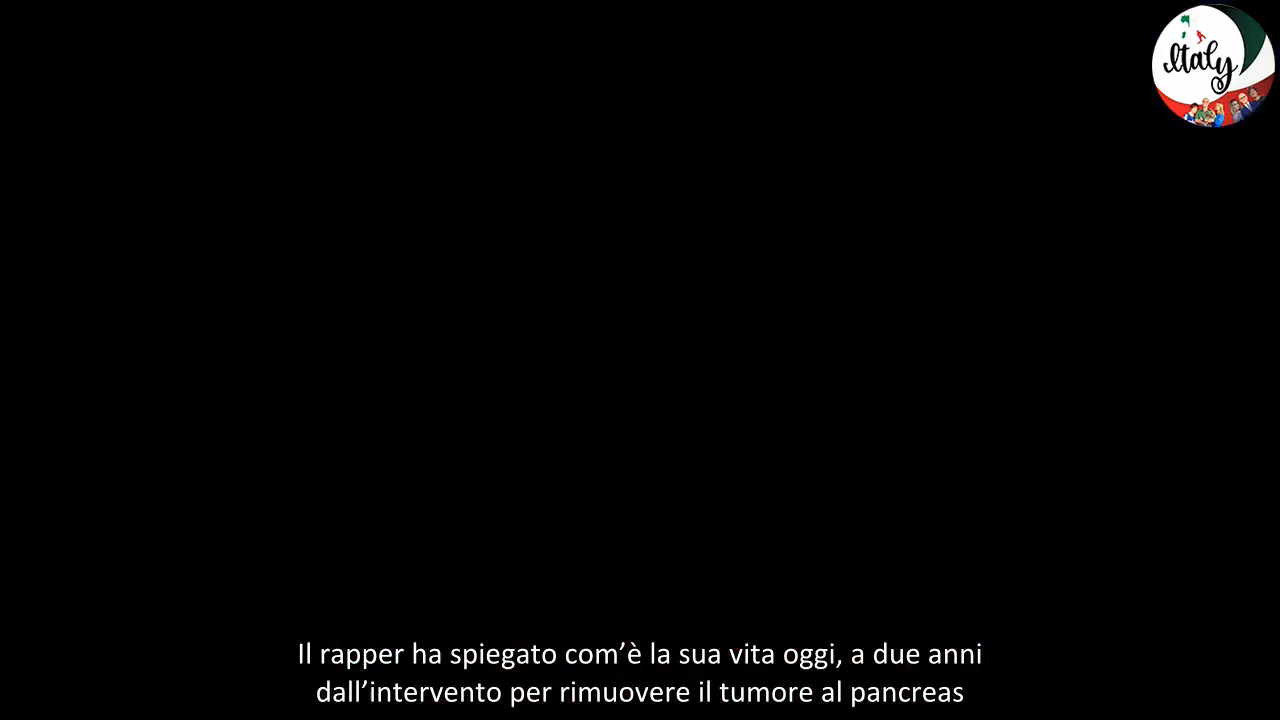 Italy
Il rapper ha spiegato com’è la sua vita oggi, a due anni
dall’intervento per rimuovere il tumore al pancreas